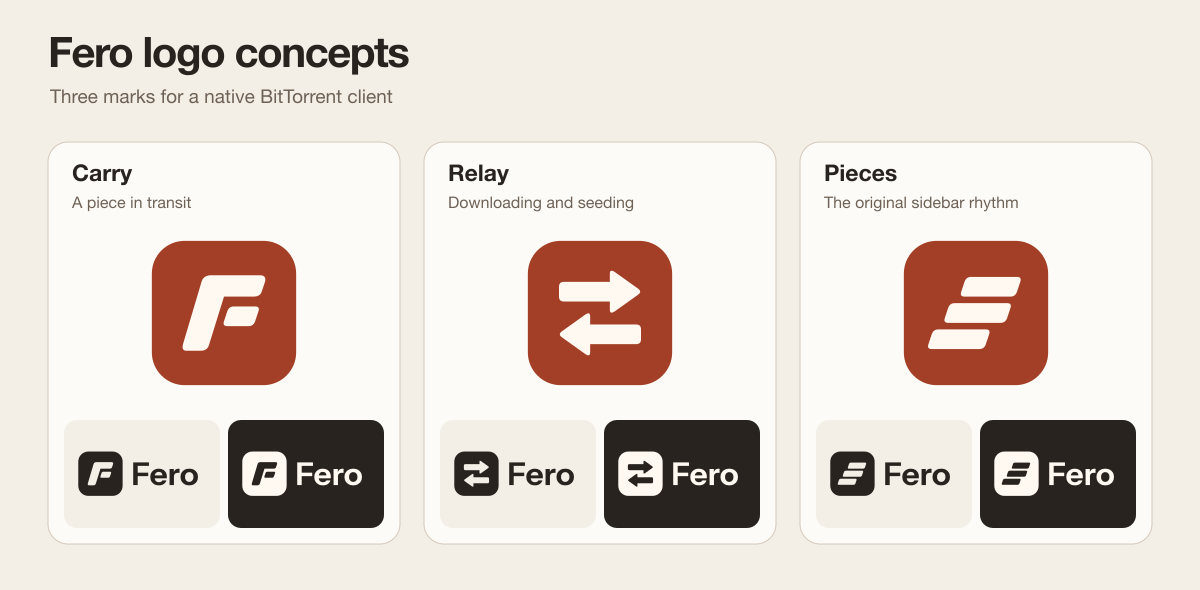 Fero logo concepts
Three marks for a native BitTorrent client
Carry
A piece in transit
F
F Fero
F Fero
Relay
Downloading and seeding
Fero
Fero
Pieces
The original sidebar rhythm
Fero
Fero